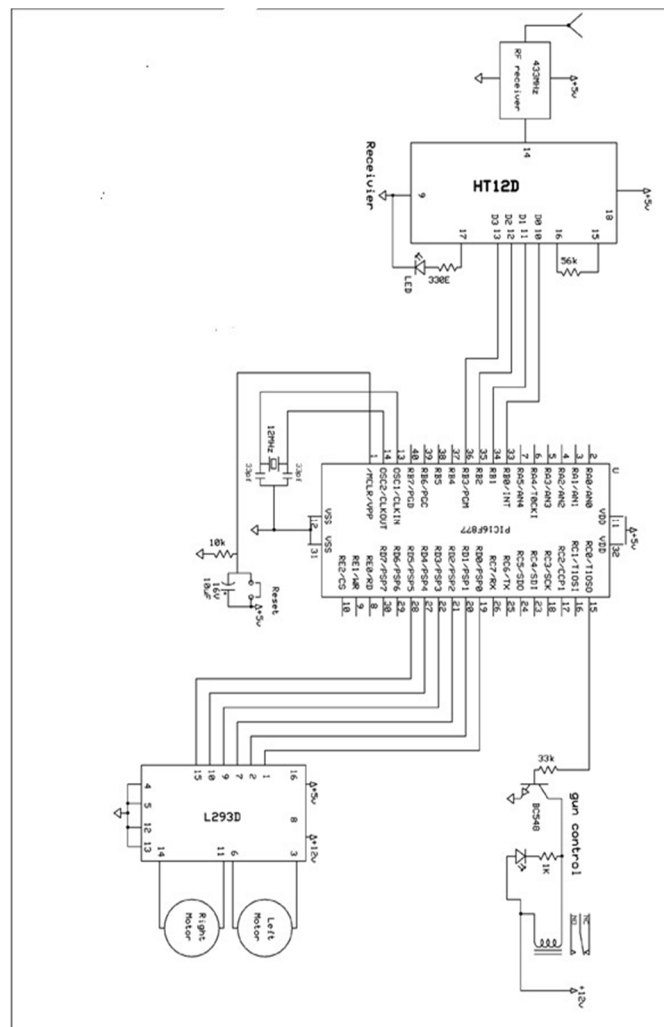 433MHz
RF receiver
Δ+5v
14
Receivier
HT12D
9
18
Δ+5v
17
D3 13
D2 12
D1 11
D0 10
16
15
LED
330E
56k
12MHz
33pf
33pf
1 /MCLR/VPP
14 OSC2/CLKOUT
13 OSC1/CLKIN
40 RB7/PGD
39 RB6/PGC
38 RB5
37 RB4
36 RB3/PGM
35 RB2
34 RB1
33 RB0/INT
7 RA5/AN4
6 RA4/T0CKI
5 RA3/AN3
4 RA2/AN2
3 RA1/AN1
2 RA0/AN0
U
VSS 12
VSS 31
PIC16F877
VDD 11
VDD 32
+5v
RE2/CS 10
RE1/WR 9
RE0/RD 8
RD7/PSP7 30
RD6/PSP6 29
RD5/PSP5 28
RD4/PSP4 27
RD3/PSP3 22
RD2/PSP2 21
RD1/PSP1 20
RD0/PSP0 19
RC7/RX 26
RC6/TX 25
RC5/SDO 24
RC4/SDI 23
RC3/SCK 18
RC2/CCP1 17
RC1/T1OSI 16
RC0/T1OSO 15
10k
16V
10uF
Reset
+5v
15
10
9
7
2
1
16
+5v
4
5
12
13
L293D
8
+12v
14
11
6
3
Right
Motor
Left
Motor
33k
BC548
gun control
1K
NO
NC
+12v